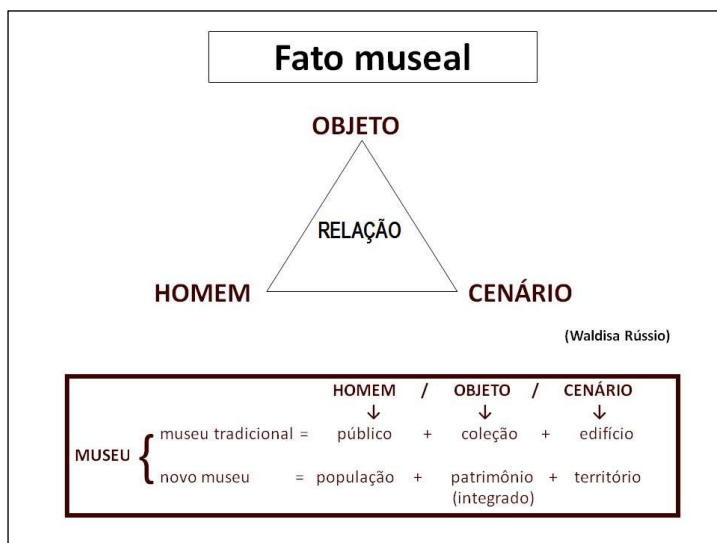 Fato museal
OBJETO
RELAÇÃO
HOMEM CENÁRIO
(Waldisa Rússio)
HOMEM / OBJETO / CENÁRIO
↓ ↓ ↓
museu tradicional = público + coleção + edifício
MUSEU {
novo museu = população + patrimônio + território
(integrado)